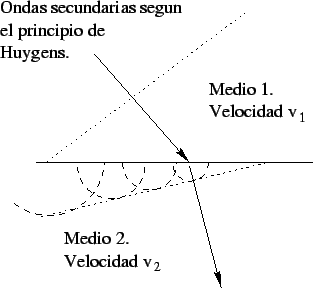 Ondas secundarias segun
el principio de
Huygens.
Medio 1.
Velocidad v1
Medio 2.
Velocidad v2